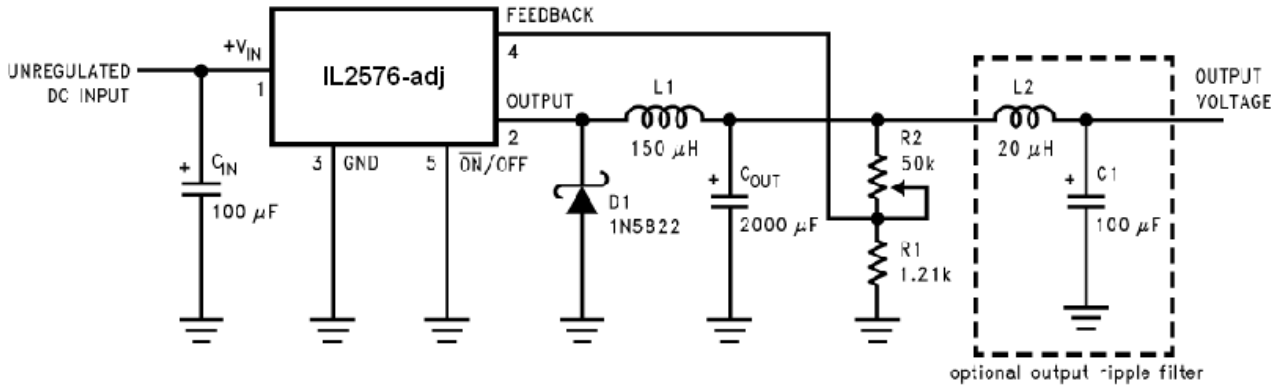 FEEDBACK
4
+VIN
UNREGULATED
DC INPUT
1
IL2576-adj
OUTPUT
2
3
GND
5
ON/OFF
+
CIN
100 µF
L1
150 µH
D1
1N5822
+
COUT
2000 µF
R2
50k
R1
1.21k
L2
20 µH
+
C1
100 µF
OUTPUT
VOLTAGE
optional output ripple filter